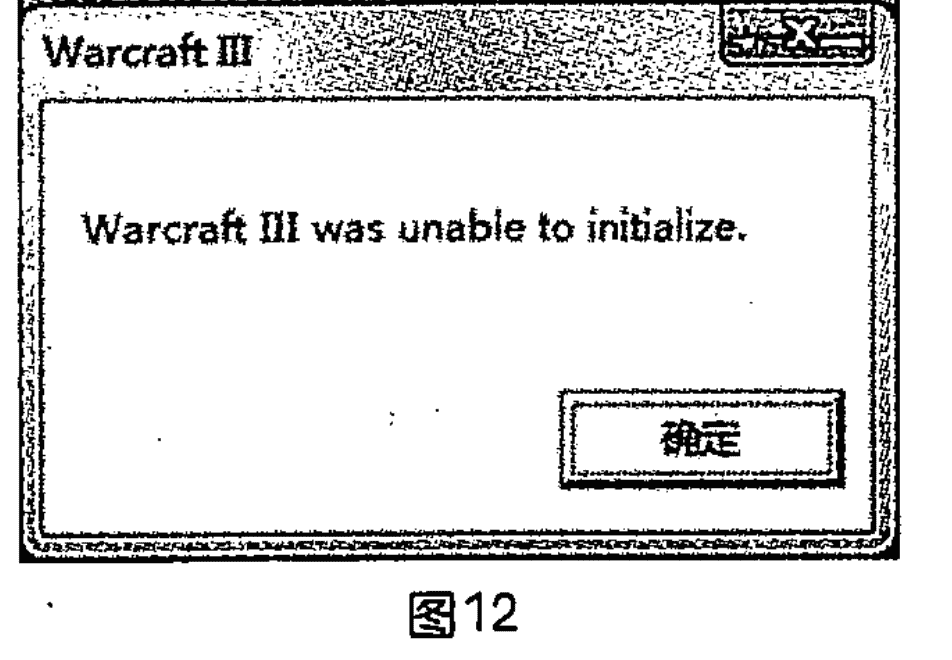 Warcraft III
Warcraft III was unable to initialize.
确定
图12